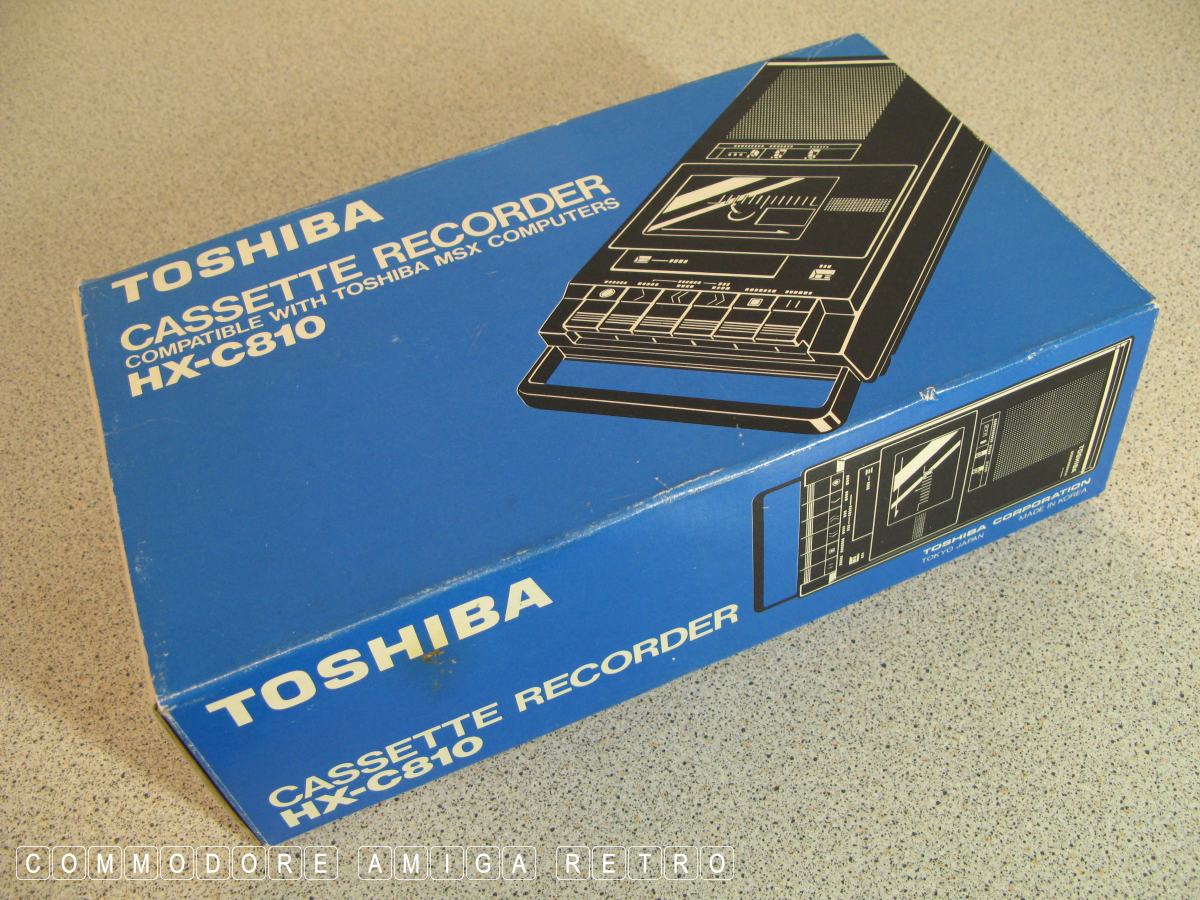 TOSHIBA
CASSETTE RECORDER
COMPATIBLE WITH TOSHIBA MSX COMPUTERS
HX-C810
TOSHIBA
CASSETTE RECORDER
HX-C810
TOSHIBA
TOSHIBA CORPORATION
TOKYO JAPAN
MADE IN KOREA
COMMODORE AMIGA RETRO